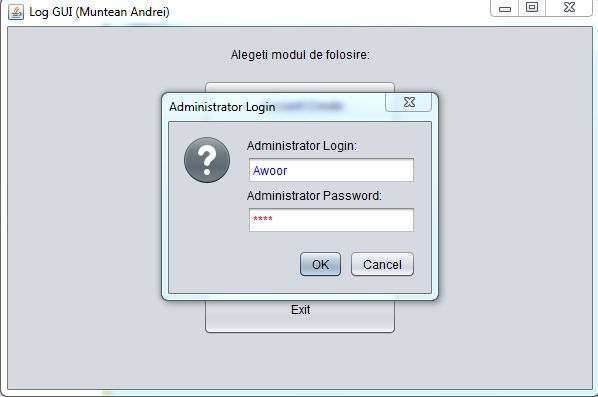 Log GUI (Muntean Andrei)
Alegeti modul de folosire:
Administrator Login
Administrator Login:
Awoor
Administrator Password:
****
OK Cancel
Exit